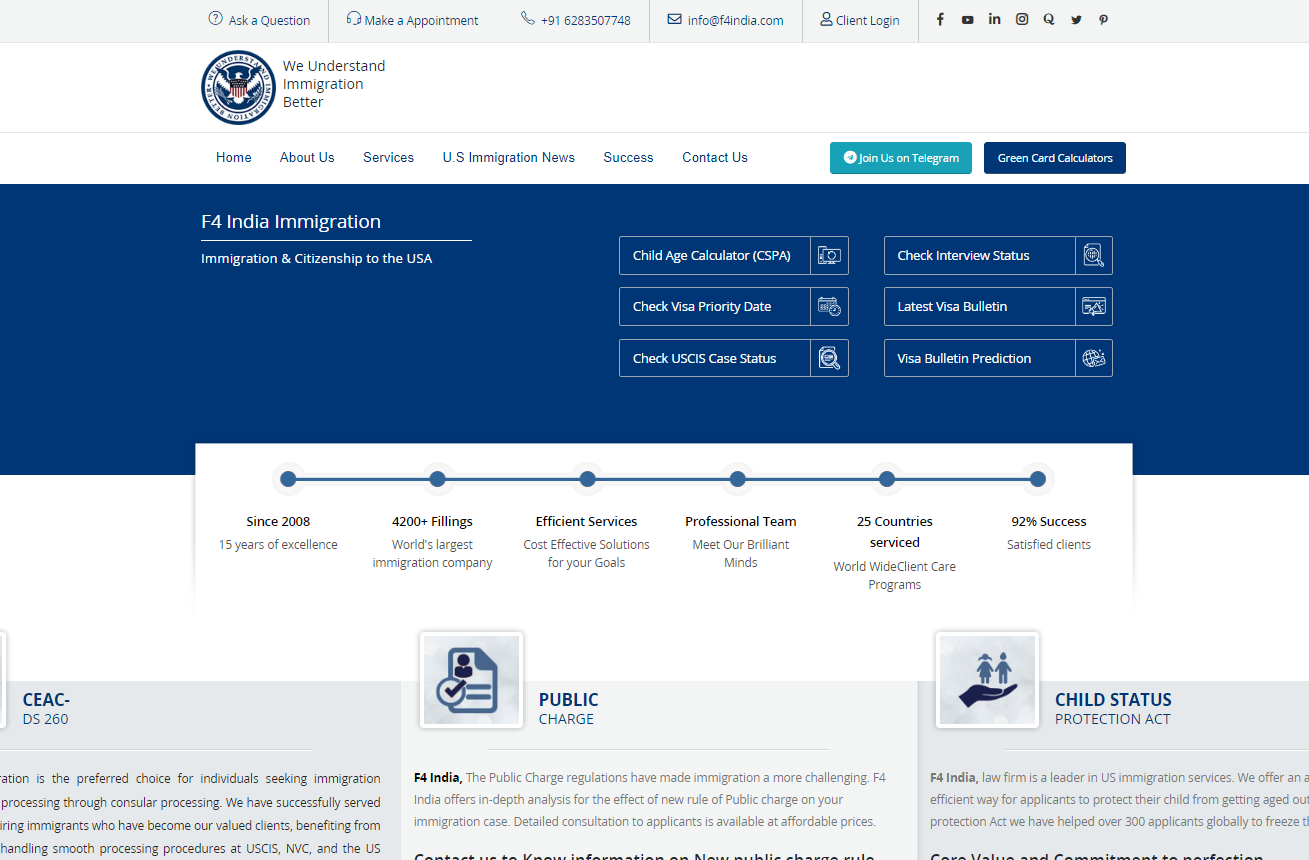 Ask a Question
Make a Appointment
+91 6283507748
info@f4india.com
Client Login
WE UNDERSTAND IMMIGRATION BETTER
We Understand
Immigration
Better
Home
About Us
Services
U.S Immigration News
Success
Contact Us
Join Us on Telegram
Green Card Calculators
F4 India Immigration
Immigration & Citizenship to the USA
Child Age Calculator (CSPA)
Check Interview Status
Check Visa Priority Date
Latest Visa Bulletin
Check USCIS Case Status
Visa Bulletin Prediction
Since 2008
15 years of excellence
4200+ Fillings
World's largest
immigration company
Efficient Services
Cost Effective Solutions
for your Goals
Professional Team
Meet Our Brilliant
Minds
25 Countries
serviced
World WideClient Care
Programs
92% Success
Satisfied clients
CEAC-
DS 260
ration is the preferred choice for individuals seeking immigration
processing through consular processing. We have successfully served
iring immigrants who have become our valued clients, benefiting from
handling smooth processing procedures at USCIS, NVC, and the US
PUBLIC
CHARGE
F4 India, The Public Charge regulations have made immigration a more challenging. F4
India offers in-depth analysis for the effect of new rule of Public charge on your
immigration case. Detailed consultation to applicants is available at affordable prices.
Contact us to Know information on New public charge rule
CHILD STATUS
PROTECTION ACT
F4 India, law firm is a leader in US immigration services. We offer an a
efficient way for applicants to protect their child from getting aged ou
protection Act we have helped over 300 applicants globally to freeze t
Core Value and Commitment to perfection